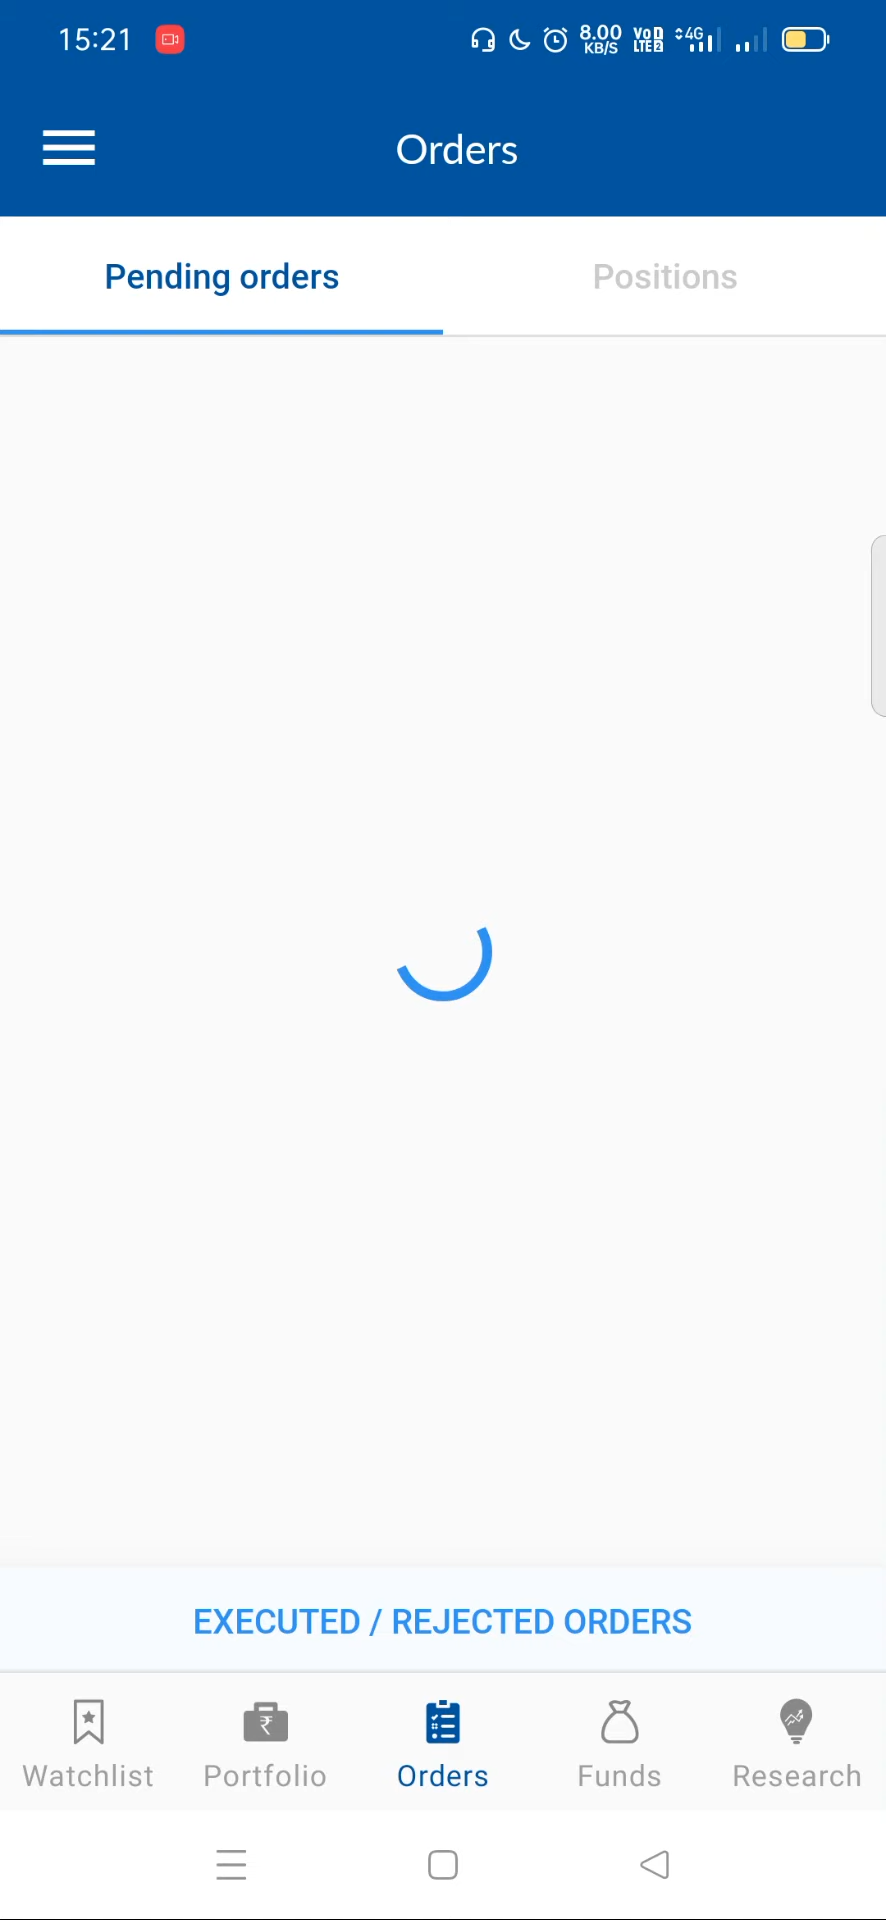 15:21 8.00 KB/S VoD LTE2 4G
Orders
Pending orders Positions
EXECUTED / REJECTED ORDERS
Watchlist Portfolio Orders Funds Research